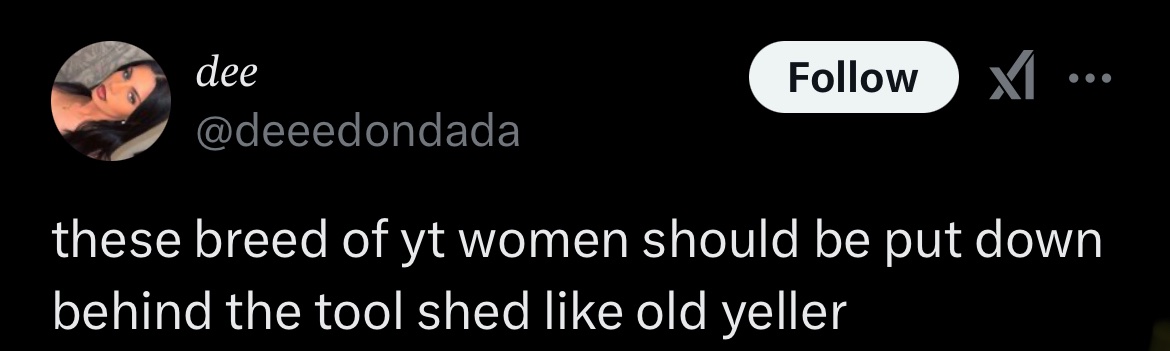 dee
Follow
@deeedondada
these breed of yt women should be put down
behind the tool shed like old yeller